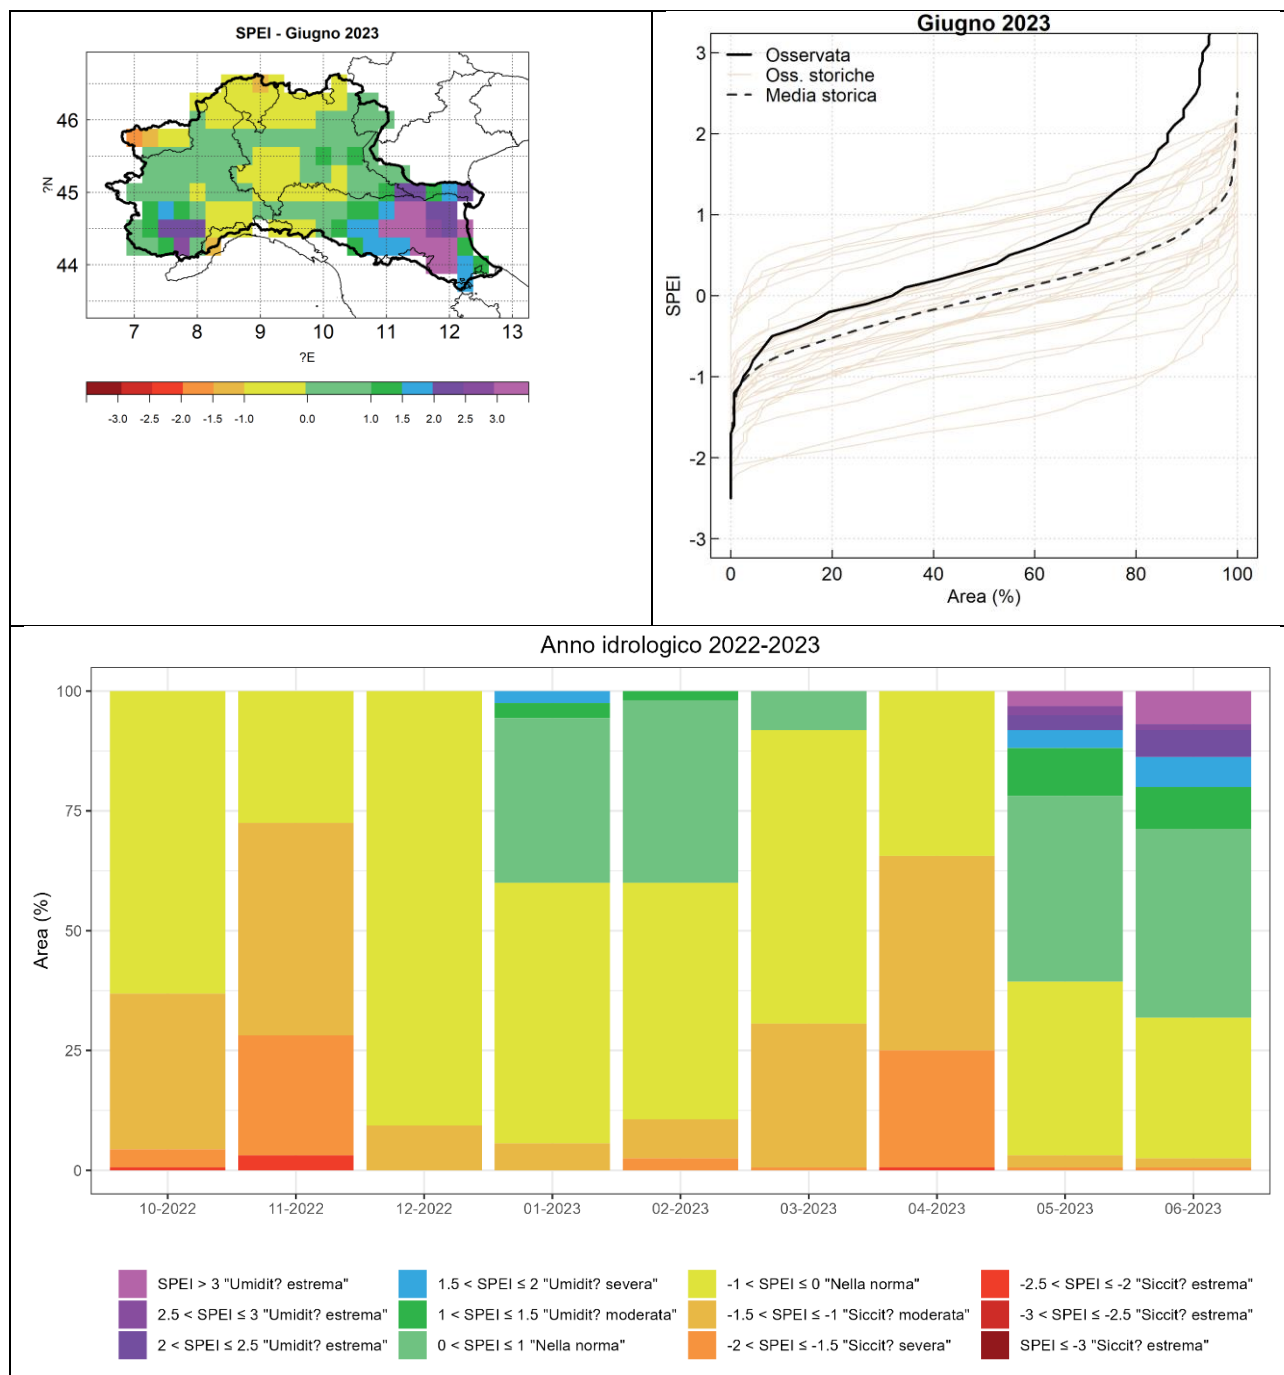 SPEI - Giugno 2023
46
45
44
?N
7 8 9 10 11 12 13
?E
-3.0 -2.5 -2.0 -1.5 -1.0 0.0 1.0 1.5 2.0 2.5 3.0
Giugno 2023
Osservata
Oss. storiche
Media storica
3
2
1
0
-1
-2
-3
SPEI
0 20 40 60 80 100
Area (%)
Anno idrologico 2022-2023
100
75
50
25
0
Area (%)
10-2022 11-2022 12-2022 01-2023 02-2023 03-2023 04-2023 05-2023 06-2023
SPEI > 3 "Umidit? estrema" 1.5 < SPEI ≤ 2 "Umidit? severa" -1 < SPEI ≤ 0 "Nella norma" -2.5 < SPEI ≤ -2 "Siccit? estrema"
2.5 < SPEI ≤ 3 "Umidit? estrema" 1 < SPEI ≤ 1.5 "Umidit? moderata" -1.5 < SPEI ≤ -1 "Siccit? moderata" -3 < SPEI ≤ -2.5 "Siccit? estrema"
2 < SPEI ≤ 2.5 "Umidit? estrema" 0 < SPEI ≤ 1 "Nella norma" -2 < SPEI ≤ -1.5 "Siccit? severa" SPEI ≤ -3 "Siccit? estrema"